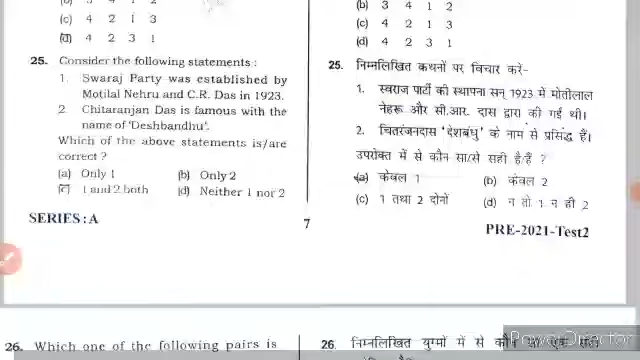 (c) 4 2 1 3
(d) 4 2 3 1
25. Consider the following statements :
1. Swaraj Party was established by
Motilal Nehru and C.R. Das in 1923.
2. Chitaranjan Das is famous with the
name of 'Deshbandhu'.
Which of the above statements is/are
correct ?
(a) Only 1 (b) Only 2
(c) 1 and 2 both (d) Neither 1 nor 2
SERIES : A
7
(b) 3 4 1 2
(c) 4 2 1 3
(d) 4 2 3 1
25. निम्नलिखित कथनों पर विचार करें-
1. स्वराज पार्टी की स्थापना सन् 1923 में मोतीलाल
नेहरू और सी.आर. दास द्वारा की गई थी।
2. चितरंजनदास 'देशबंधु' के नाम से प्रसिद्ध हैं।
उपरोक्त में से कौन सा/से सही है/हैं ?
(a) केवल 1 (b) केवल 2
(c) 1 तथा 2 दोनों (d) न तो 1 न ही 2
PRE-2021-Test2
26. Which one of the following pairs is
26. निम्नलिखित युग्मों में से
PowerDirector